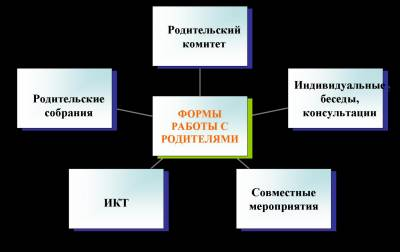 Родительский
комитет
Родительские
собрания
Индивидуальные
беседы,
консультации
ФОРМЫ
РАБОТЫ С
РОДИТЕЛЯМИ
ИКТ
Совместные
мероприятия